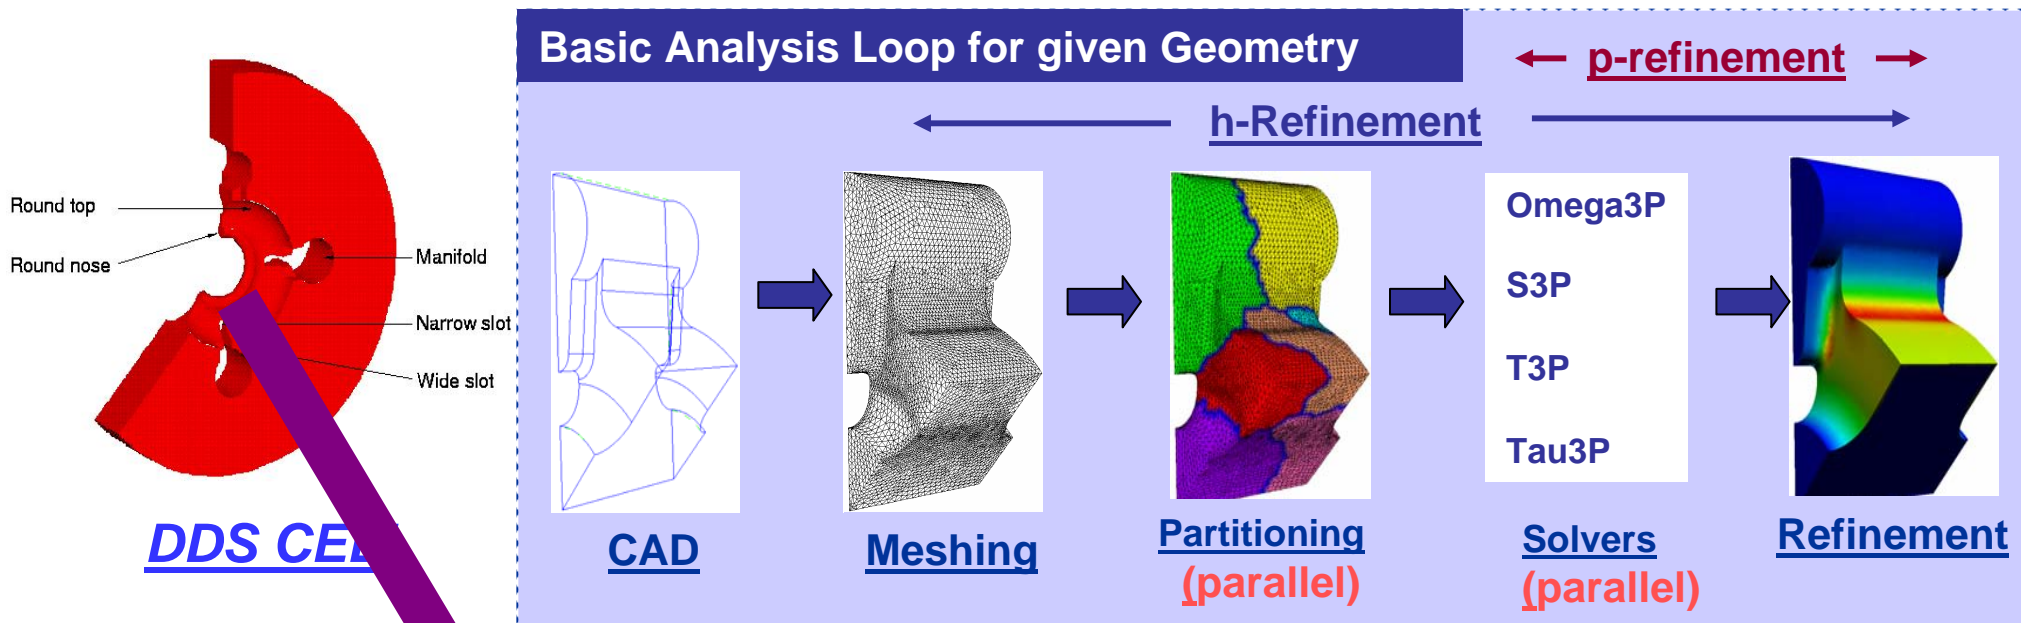 Round top
Round nose
Manifold
Narrow slot
Wide slot
DDS
Basic Analysis Loop for given Geometry
p-refinement
h-Refinement
Omega3P
S3P
T3P
Tau3P
CAD
Meshing
Partitioning
(parallel)
Solvers
(parallel)
Refinement